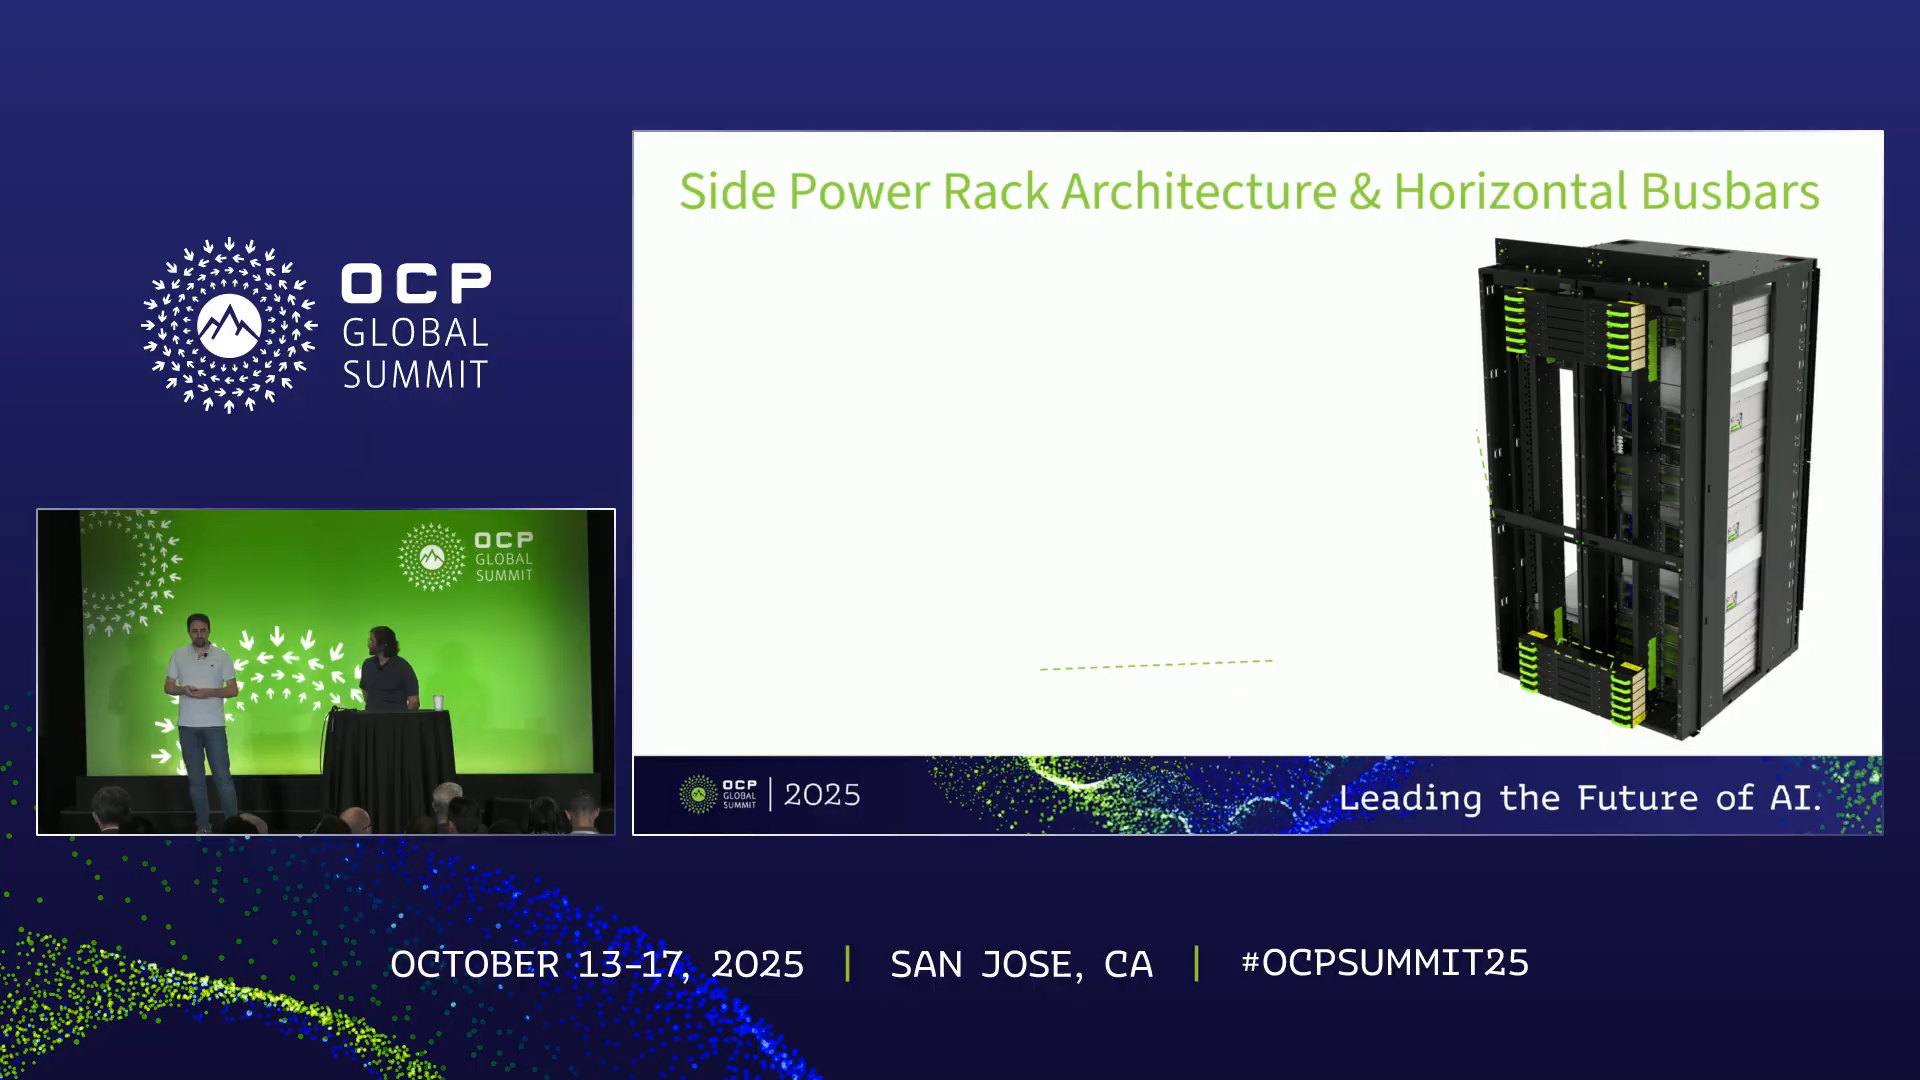 OCP
GLOBAL
SUMMIT
Side Power Rack Architecture & Horizontal Busbars
OCP
GLOBAL
SUMMIT
OCP
GLOBAL
SUMMIT
2025
Leading the Future of AI.
OCTOBER 13-17, 2025
SAN JOSE, CA
#OCPSUMMIT25